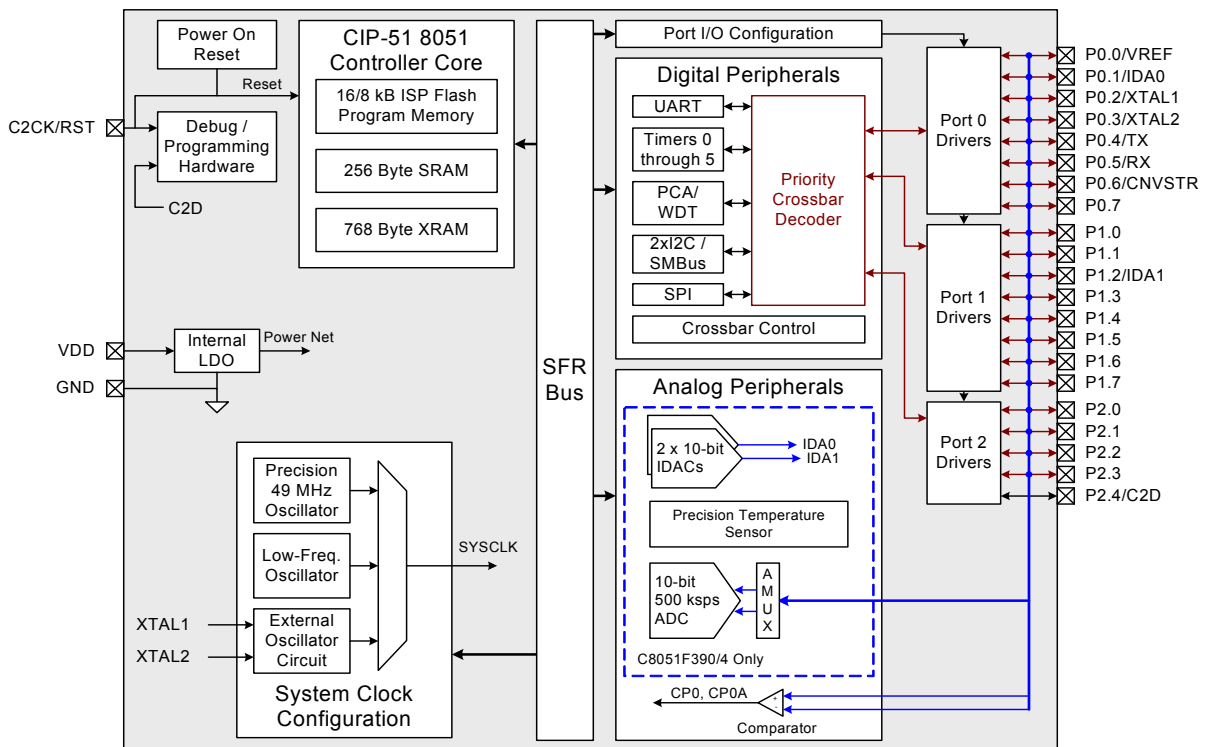 Power On
Reset
Reset
C2CK/RST
Debug /
Programming
Hardware
C2D
CIP-51 8051
Controller Core
16/8 kB ISP Flash
Program Memory
256 Byte SRAM
768 Byte XRAM
VDD
GND
Internal
LDO
Power Net
Precision
49 MHz
Oscillator
Low-Freq.
Oscillator
External
Oscillator
Circuit
XTAL1
XTAL2
SYSCLK
System Clock
Configuration
SFR
Bus
Port I/O Configuration
Digital Peripherals
UART
Timers 0
through 5
PCA/
WDT
2xI2C /
SMBus
SPI
Priority
Crossbar
Decoder
Crossbar Control
Analog Peripherals
2 x 10-bit
IDACs
IDA0
IDA1
Precision Temperature
Sensor
10-bit
500 ksps
ADC
A
M
U
X
C8051F390/4 Only
CP0, CP0A
+
-
Comparator
Port 0
Drivers
Port 1
Drivers
Port 2
Drivers
P0.0/VREF
P0.1/IDA0
P0.2/XTAL1
P0.3/XTAL2
P0.4/TX
P0.5/RX
P0.6/CNVSTR
P0.7
P1.0
P1.1
P1.2/IDA1
P1.3
P1.4
P1.5
P1.6
P1.7
P2.0
P2.1
P2.2
P2.3
P2.4/C2D